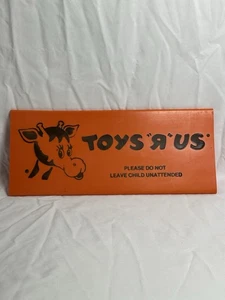 TOYS "Я" US
PLEASE DO NOT
LEAVE CHILD UNATTENDED